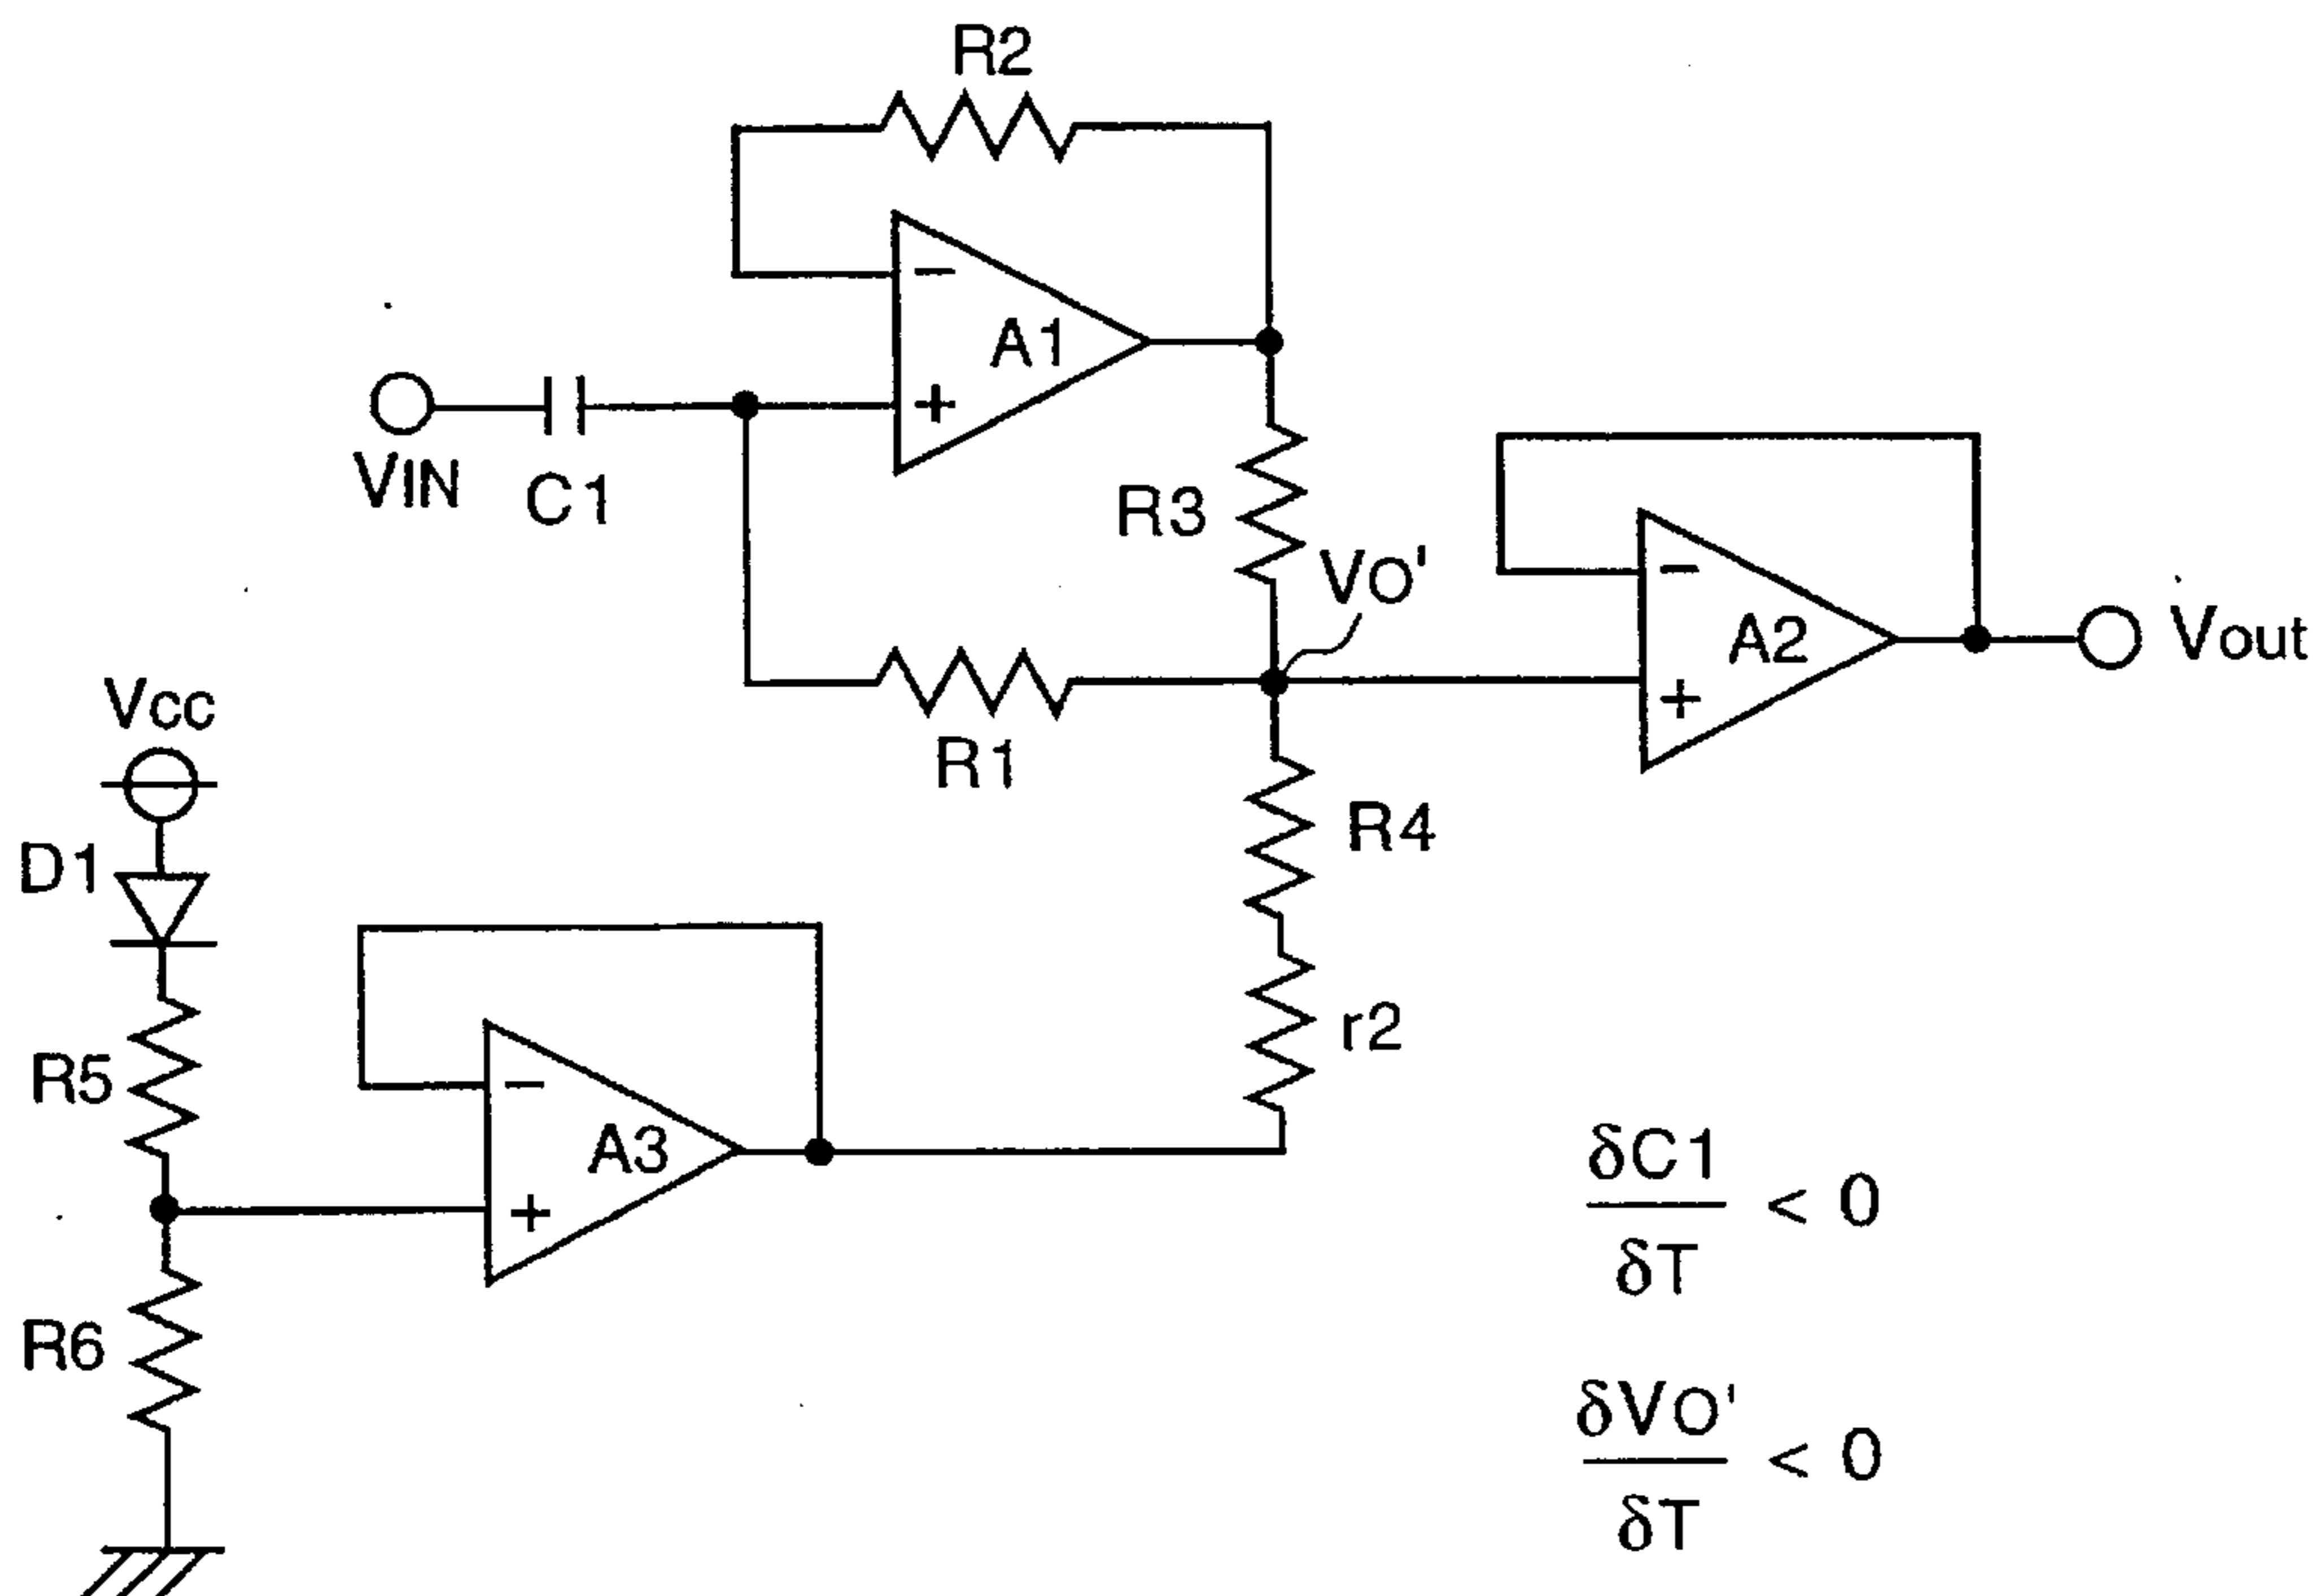 R2
A1
−
+
VIN
C1
R3
VO'
A2
−
+
Vout
R1
Vcc
D1
R4
R5
A3
−
+
r2
R6
δC1
δT
< 0
δVO'
δT
< 0